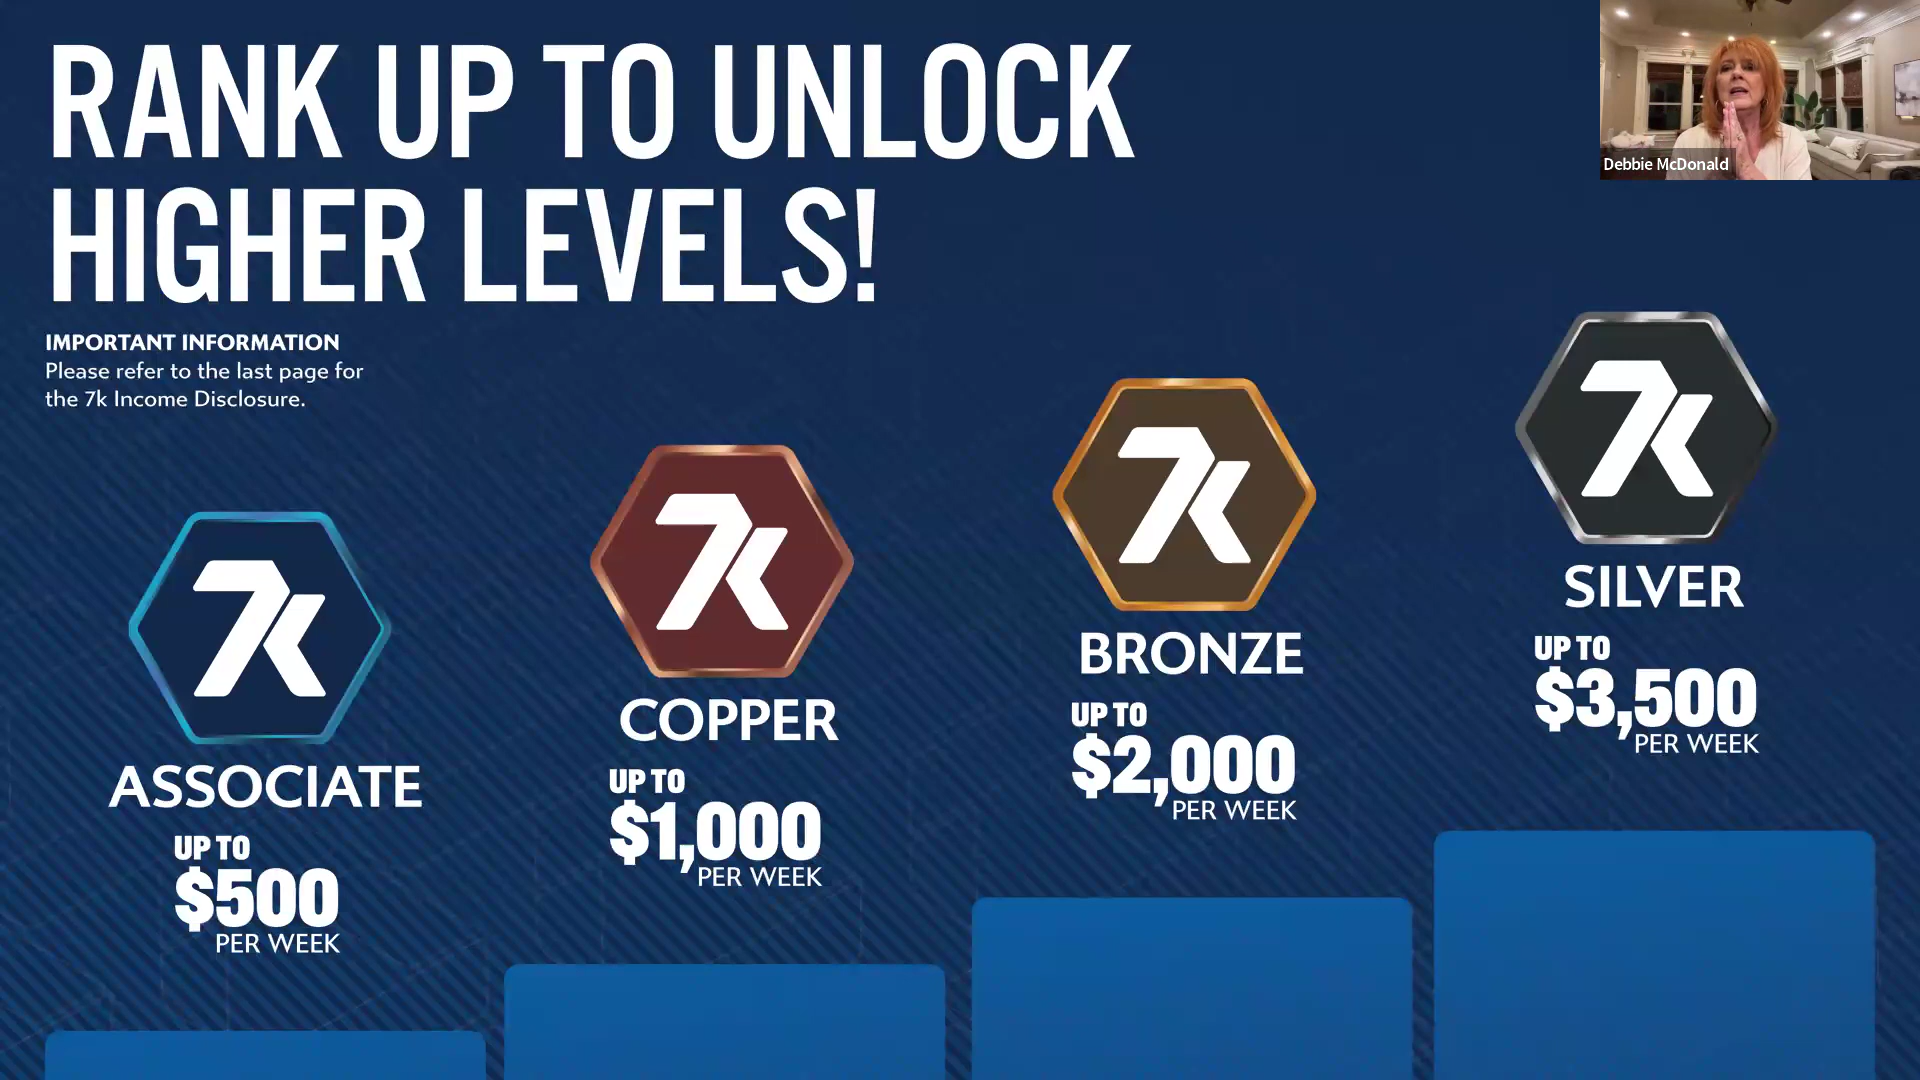 RANK UP TO UNLOCK
HIGHER LEVELS!
Debbie McDonald
IMPORTANT INFORMATION
Please refer to the last page for
the 7k Income Disclosure.
7k
ASSOCIATE
UP TO
$500
PER WEEK
7k
COPPER
UP TO
$1,000
PER WEEK
7k
BRONZE
UP TO
$2,000
PER WEEK
7k
SILVER
UP TO
$3,500
PER WEEK